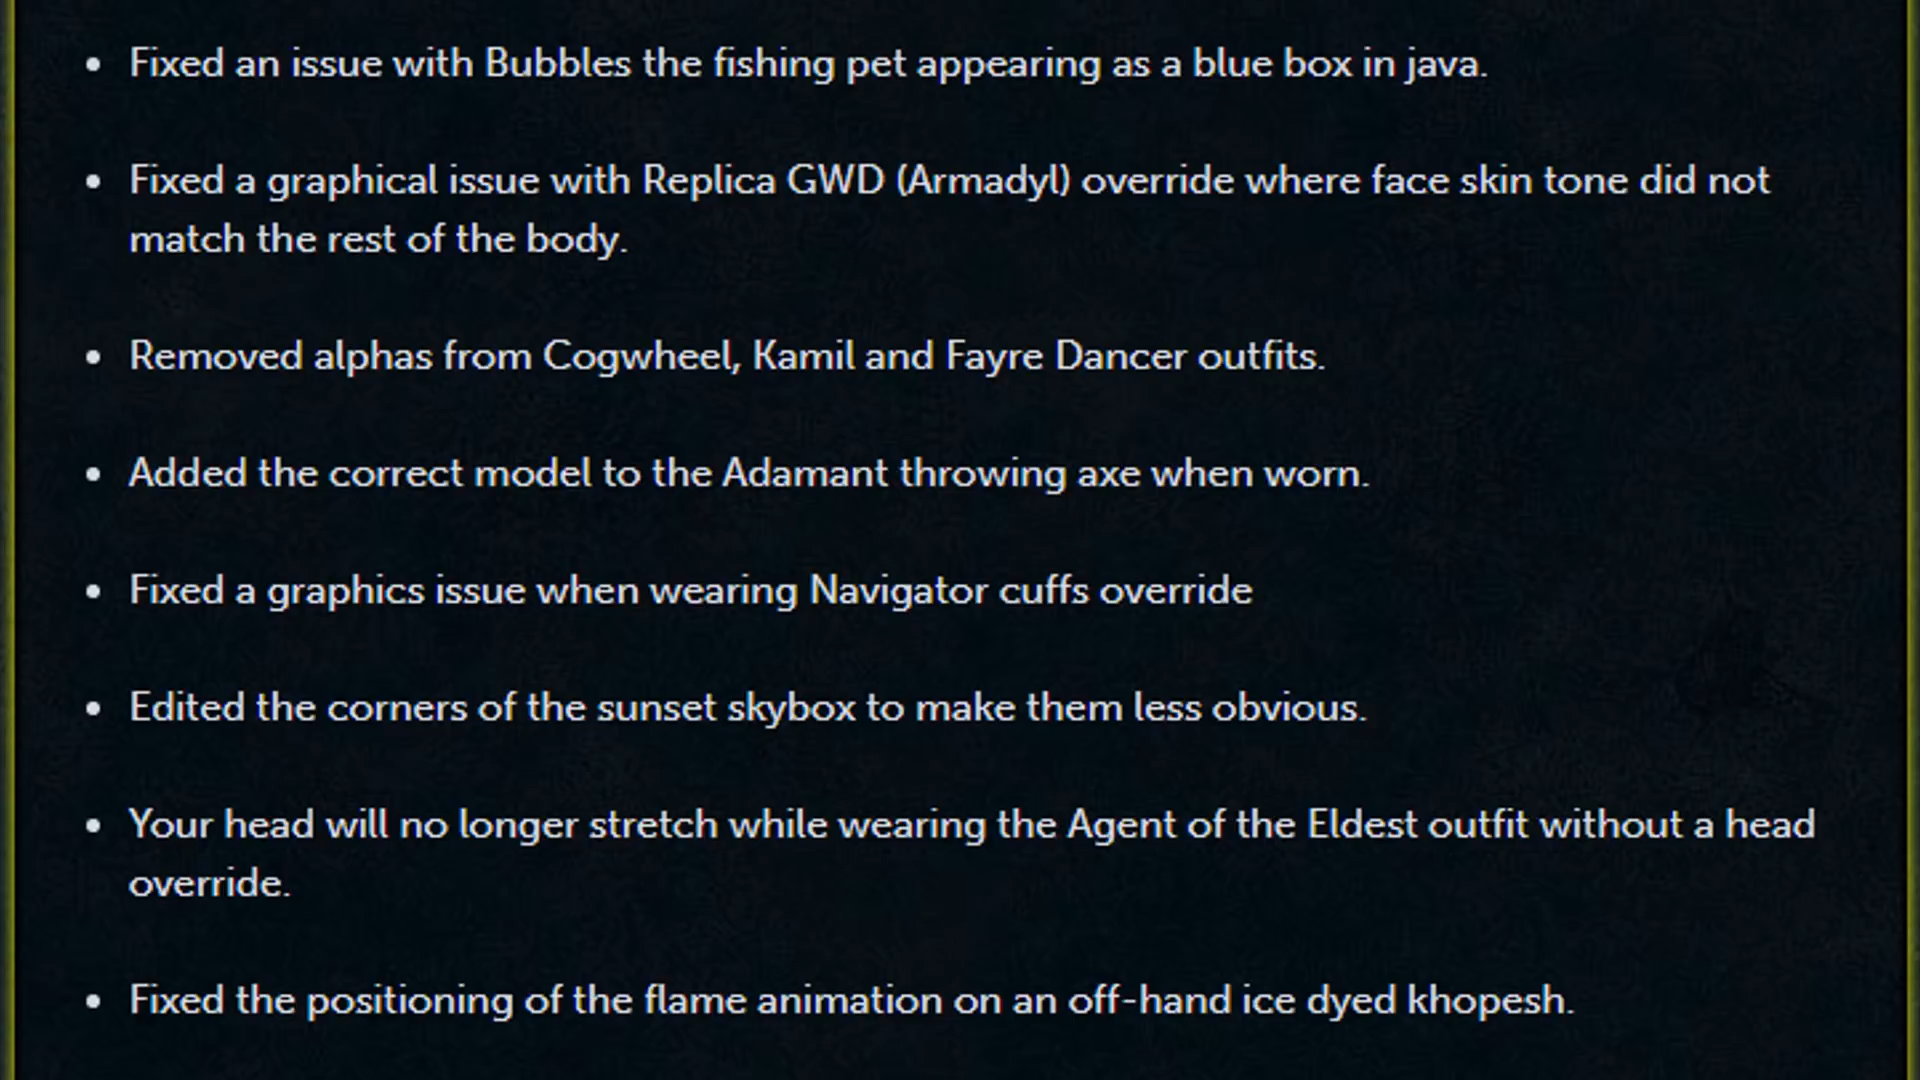 • Fixed an issue with Bubbles the fishing pet appearing as a blue box in java.
• Fixed a graphical issue with Replica GWD (Armadyl) override where face skin tone did not
match the rest of the body.
• Removed alphas from Cogwheel, Kamil and Fayre Dancer outfits.
• Added the correct model to the Adamant throwing axe when worn.
• Fixed a graphics issue when wearing Navigator cuffs override
• Edited the corners of the sunset skybox to make them less obvious.
• Your head will no longer stretch while wearing the Agent of the Eldest outfit without a head
override.
• Fixed the positioning of the flame animation on an off-hand ice dyed khopesh.